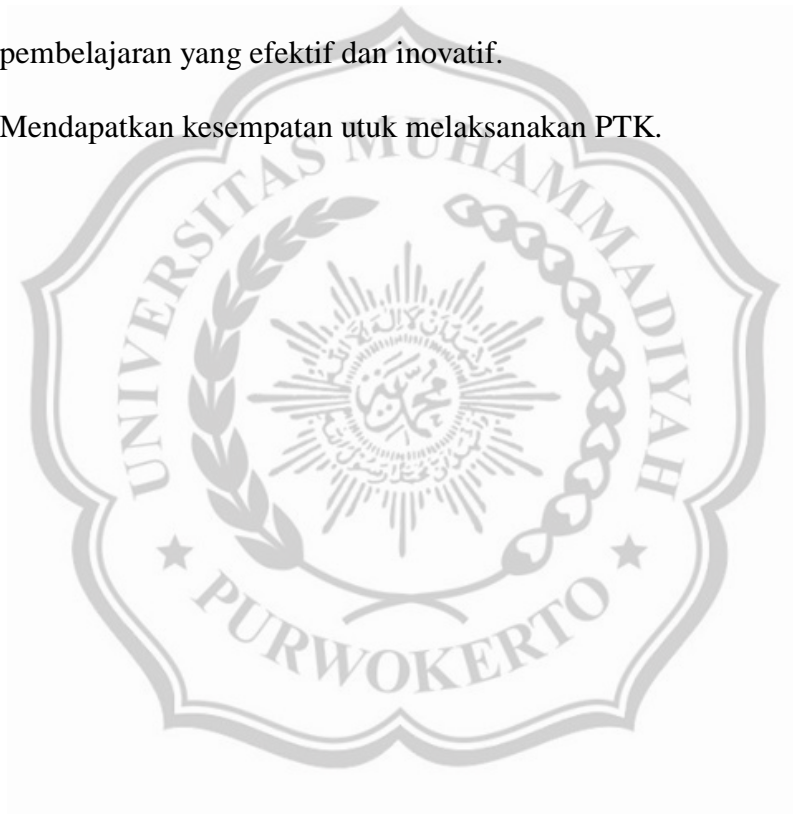 pembelajaran yang efektif dan inovatif.
Mendapatkan kesempatan utuk melaksanakan PTK.
UNIVERSITAS MUHAMMADIYAH
PURWOKERTO